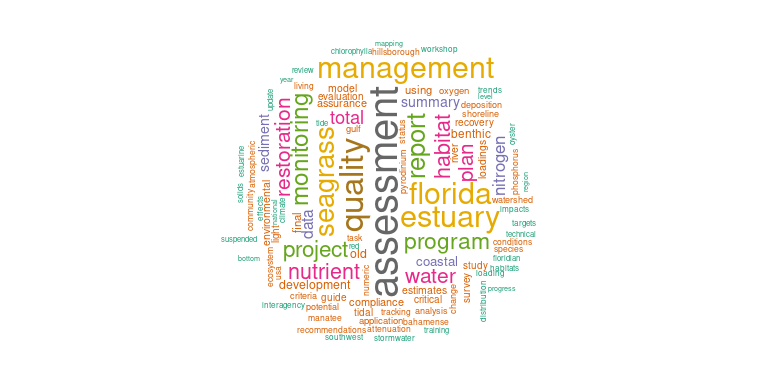 mapping
chlorophylla
hillsborough
workshop
review
management
year
living
model
using
oxygen
trends
level
update
evaluation
assurance
summary
deposition
shoreline
total
tide
gulf
status
report
habitat
recovery
benthic
oyster
sediment
restoration
monitoring
seagrass
quality
assessment
river
plan
loadings
nitrogen
phosphorus
region
estuarine
atmospheric
pyrodinium
solids
community
environmental
effects
national
climate
florida
watershed
impacts
estuary
targets
light
final
data
suspended
task
red
program
technical
conditions
species
bottom
ecosystem
usa
project
old
coastal
floridian
habitats
nutrient
numeric
water
study
loading
development
estimates
survey
distribution
progress
criteria
guide
compliance
critical
change
interagency
potential
tidal
tracking
analysis
manatee
application
bahamense
recommendations
attenuation
training
southwest
stormwater